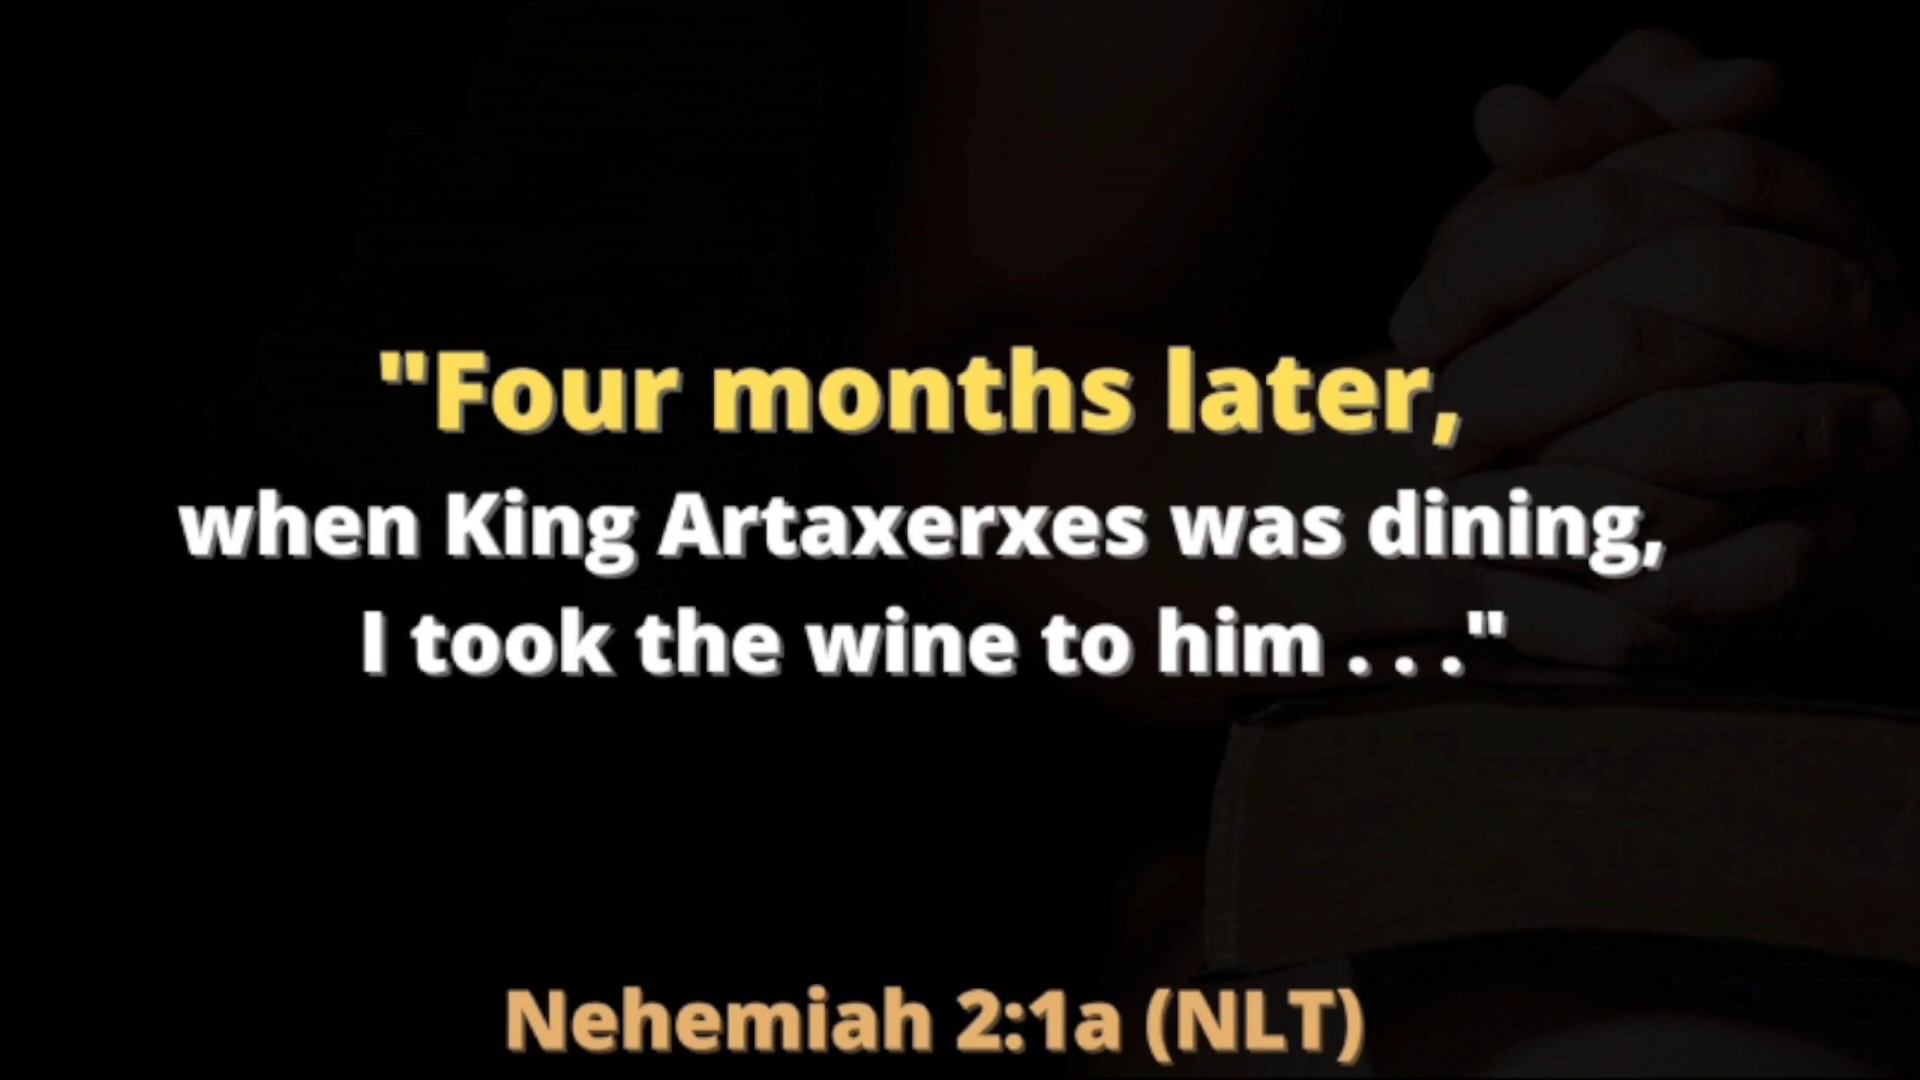 "Four months later,
when King Artaxerxes was dining,
I took the wine to him . . ."
Nehemiah 2:1a (NLT)